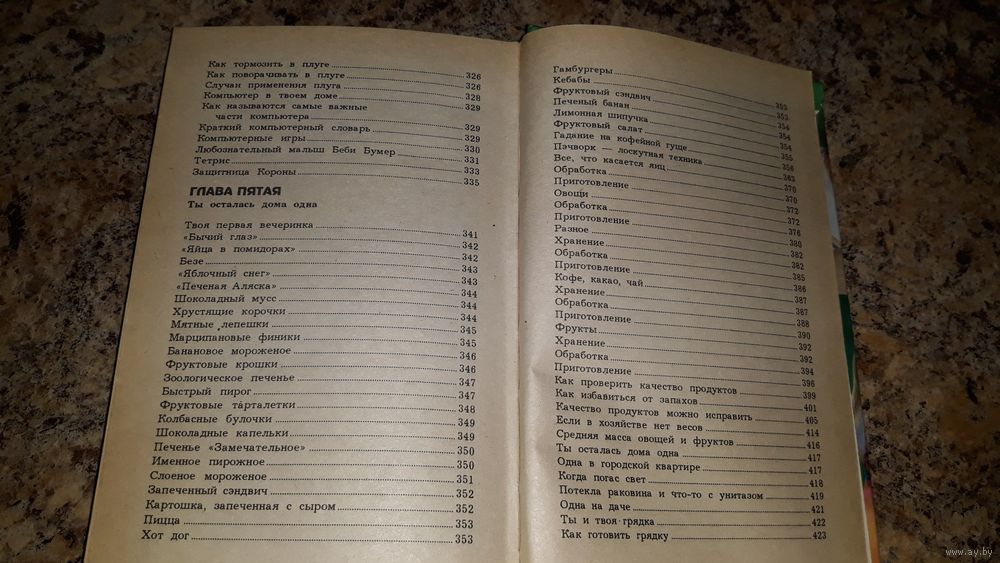 Как тормозить в плуге 326
Как поворачивать в плуге 326
Случаи применения плуга 328
Компьютер в твоем доме 329
Как называются самые важные
части компьютера 329
Краткий компьютерный словарь 329
Компьютерные игры 330
Любознательный малыш Беби Бумер 331
Тетрис 333
Защитница Короны 335
ГЛАВА ПЯТАЯ
Ты осталась дома одна
Твоя первая вечеринка 341
«Бычий глаз» 342
«Яйца в помидорах» 342
Безе 343
«Яблочный снег» 343
«Печеная Аляска» 344
Шоколадный мусс 344
Хрустящие корочки 344
Мятные лепешки 345
Марципановые финики 345
Банановое мороженое 346
Фруктовые крошки 346
Зоологическое печенье 347
Быстрый пирог 347
Фруктовые тарталетки 348
Колбасные булочки 349
Шоколадные капельки 349
Печенье «Замечательное» 350
Именное пирожное 350
Слоеное мороженое 351
Запеченный сэндвич 352
Картошка, запеченная с сыром 352
Пицца 353
Хот дог 353
Гамбургеры 353
Кебабы 353
Фруктовый сэндвич 354
Печеный банан 354
Лимонная шипучка 354
Фруктовый салат 355
Гадание на кофейной гуще 356
Пэчворк — лоскутная техника 363
Все, что касается яиц 370
Обработка 370
Приготовление 372
Овощи 372
Обработка 376
Приготовление 380
Разное 382
Хранение 382
Обработка 385
Приготовление 386
Кофе, какао, чай 387
Хранение 387
Обработка 388
Приготовление 390
Фрукты 392
Хранение 392
Обработка 394
Приготовление 396
Как проверить качество продуктов 399
Как избавиться от запахов 401
Качество продуктов можно исправить 405
Если в хозяйстве нет весов 414
Средняя масса овощей и фруктов 416
Ты осталась дома одна 417
Одна в городской квартире 417
Когда погас свет 418
Потекла раковина и что-то с унитазом 419
Одна на даче 421
Ты и твоя грядка 422
Как готовить грядку 423
www.ay.by